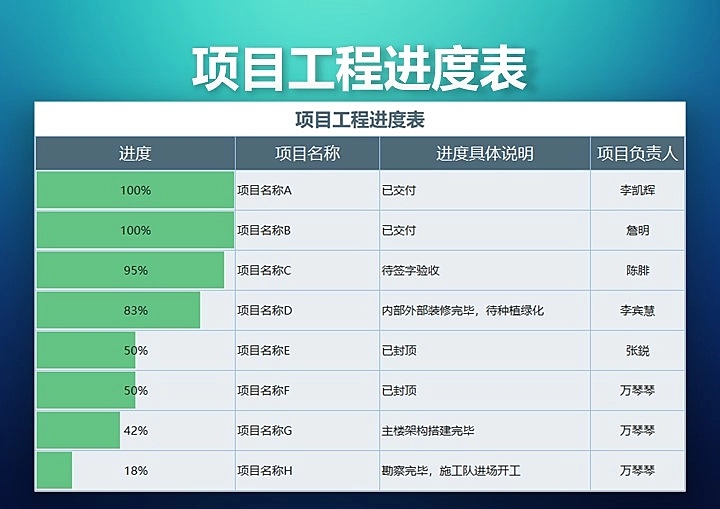 项目工程进度表
项目工程进度表
进度 项目名称 进度具体说明 项目负责人
100% 项目名称A 已交付 李凯辉
100% 项目名称B 已交付 詹明
95% 项目名称C 待签字验收 陈腓
83% 项目名称D 内部外部装修完毕，待种植绿化 李宾慧
50% 项目名称E 已封顶 张锐
50% 项目名称F 已封顶 万琴琴
42% 项目名称G 主楼架构搭建完毕 万琴琴
18% 项目名称H 勘察完毕，施工队进场开工 万琴琴